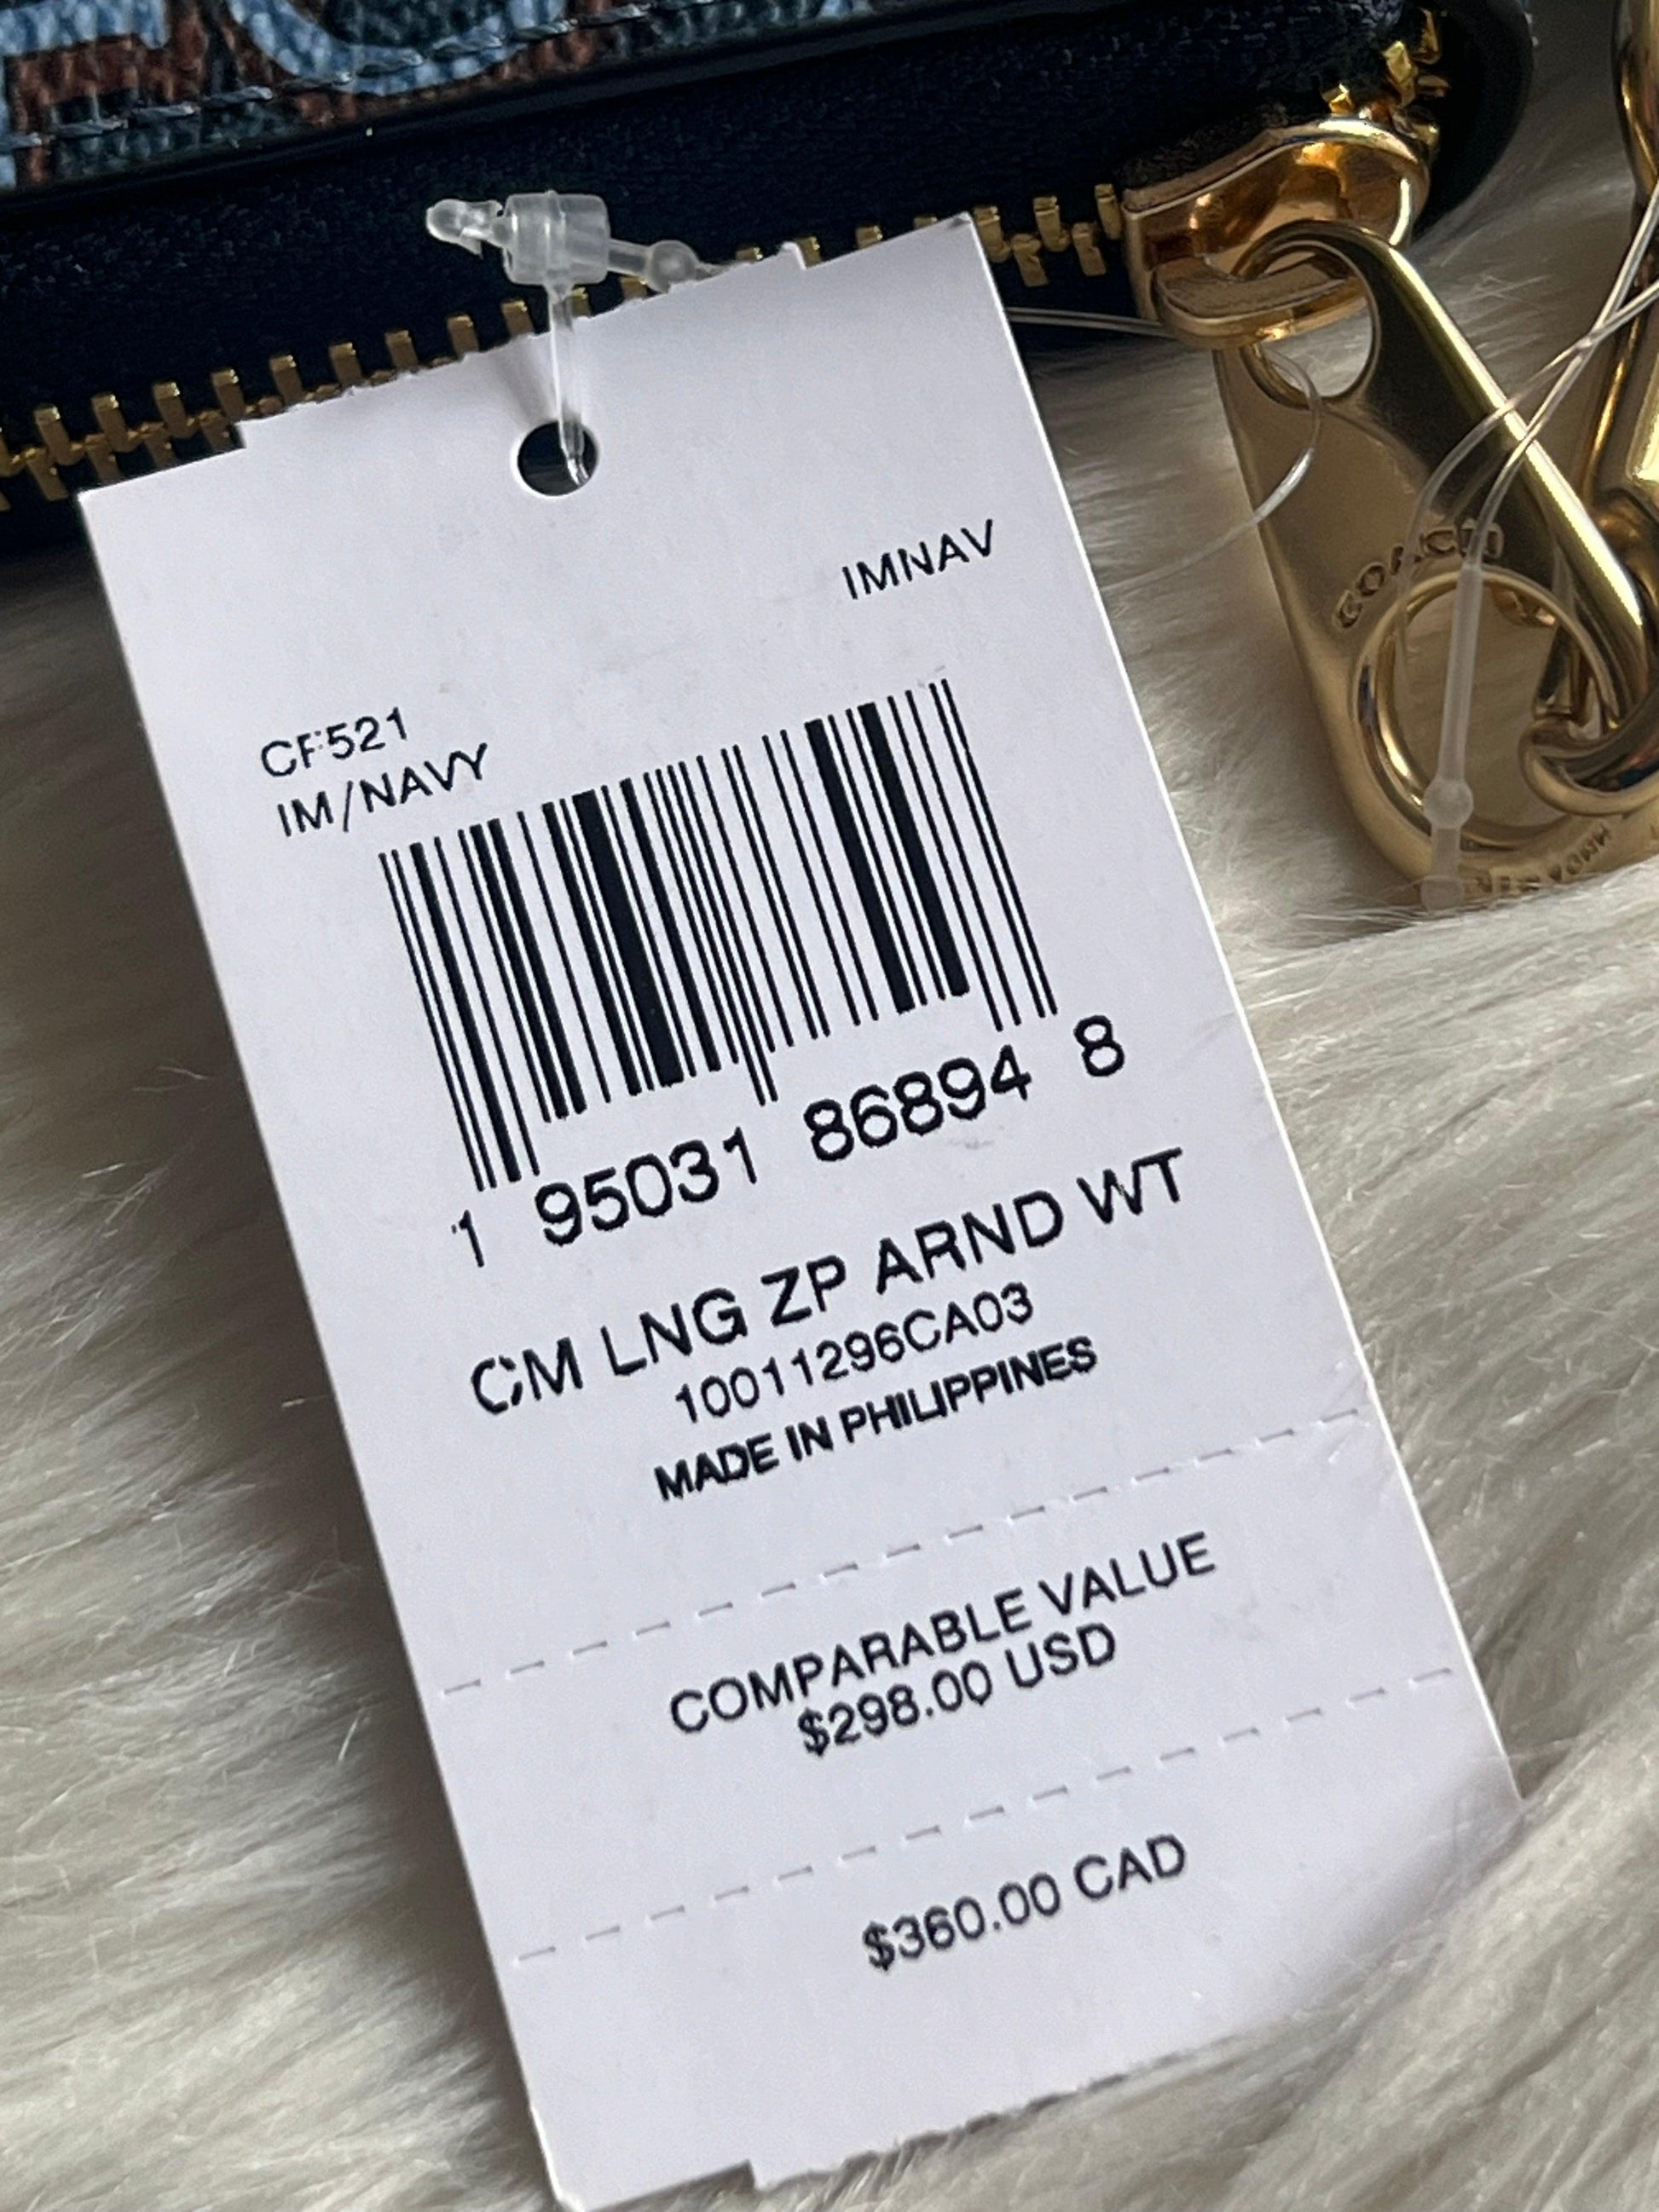 IMNAV
CF521
IM/NAVY
1 95031 86894 8
CM LNG ZP ARND WT
10011296CA03
MADE IN PHILIPPINES
COMPARABLE VALUE
$298.00 USD
$360.00 CAD
COACH